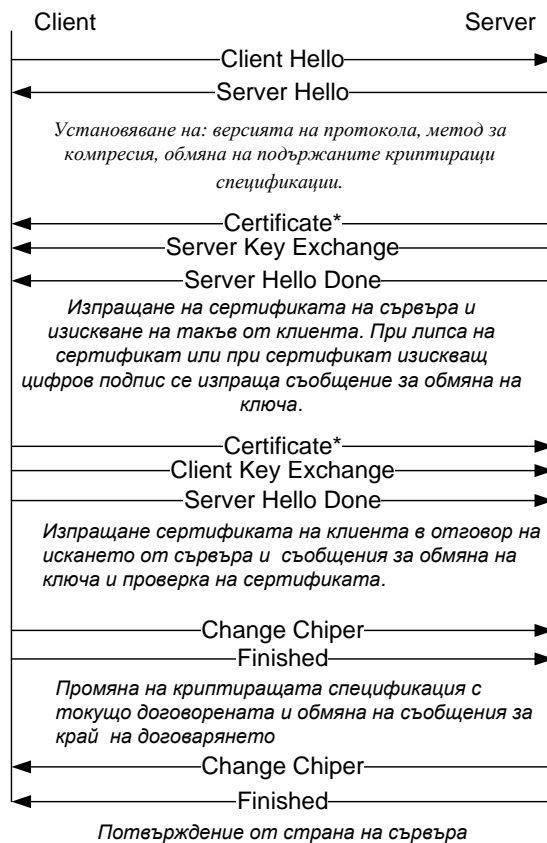 Client Server
Client Hello
Server Hello
Установяване на: версията на протокола, метод за
компресия, обмяна на подържаните криптиращи
спецификации.
Certificate*
Server Key Exchange
Server Hello Done
Изпращане на сертификата на сървъра и
изискване на такъв от клиента. При липса на
сертификат или при сертификат изискващ
цифров подпис се изпраща съобщение за обмяна на
ключа.
Certificate*
Client Key Exchange
Server Hello Done
Изпращане сертификата на клиента в отговор на
искането от сървъра и съобщения за обмяна на
ключа и проверка на сертификата.
Change Chiper
Finished
Промяна на криптиращата спецификация с
токущо договорената и обмяна на съобщения за
край на договарянето
Change Chiper
Finished
Потвърждение от страна на сървъра